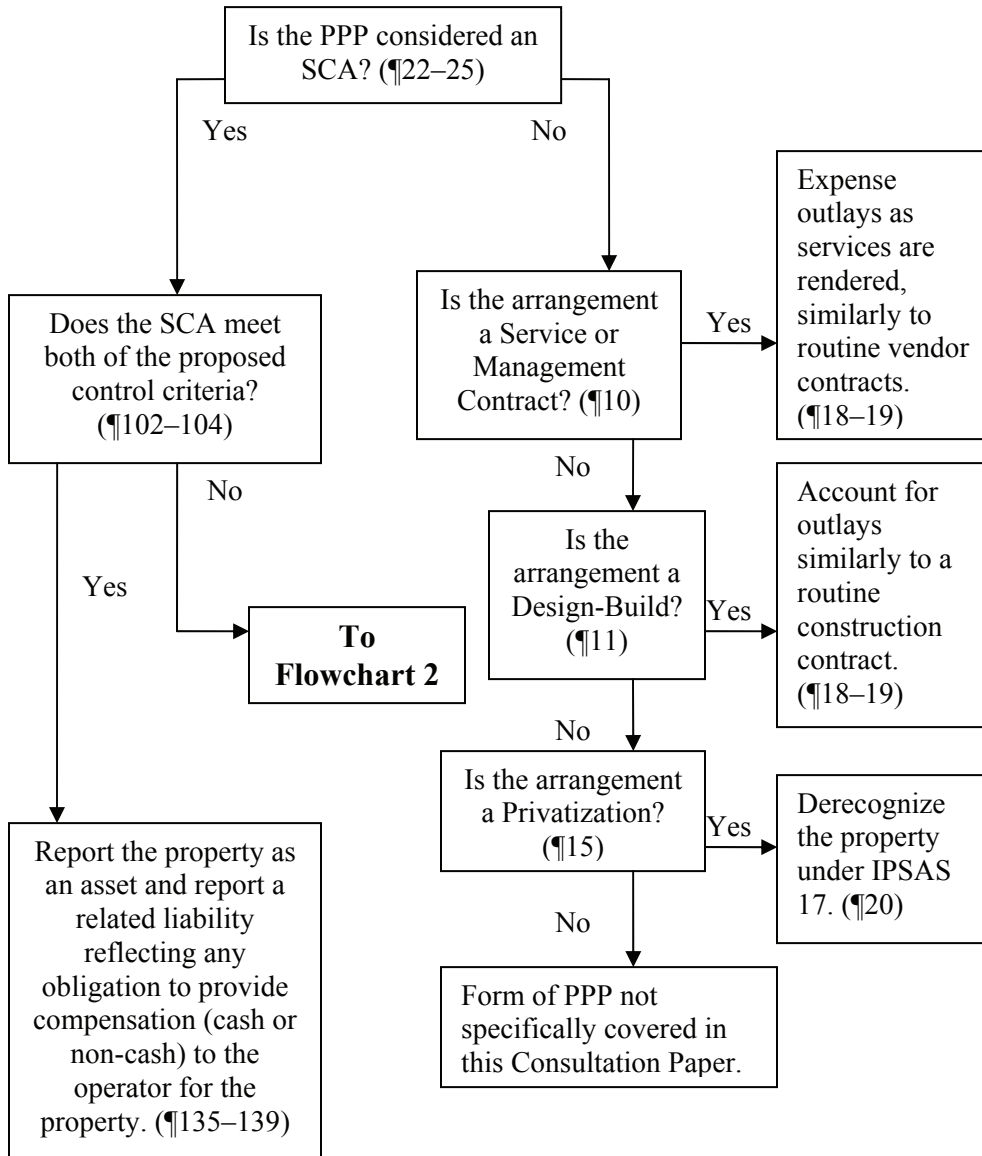 Is the PPP considered an
SCA? (¶22–25)
Yes
No
Does the SCA meet
both of the proposed
control criteria?
(¶102–104)
Yes
No
To
Flowchart 2
Report the property as
an asset and report a
related liability
reflecting any
obligation to provide
compensation (cash or
non-cash) to the
operator for the
property. (¶135–139)
Is the arrangement
a Service or
Management
Contract? (¶10)
Yes
Expense
outlays as
services are
rendered,
similarly to
routine vendor
contracts.
(¶18–19)
No
Is the
arrangement a
Design-Build?
(¶11)
Yes
Account for
outlays
similarly to a
routine
construction
contract.
(¶18–19)
No
Is the arrangement
a Privatization?
(¶15)
Yes
Derecognize
the property
under IPSAS
17. (¶20)
No
Form of PPP not
specifically covered in
this Consultation Paper.